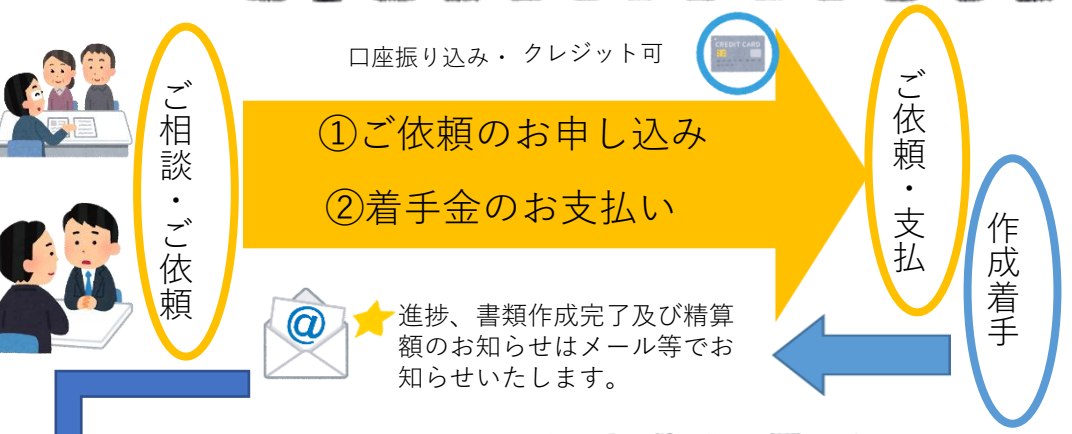 口座振り込み・ クレジット可
CREDIT CARD
ご相談・ご依頼
①ご依頼のお申し込み
②着手金のお支払い
ご依頼・支払
作成着手
@
進捗、書類作成完了及び精算
額のお知らせはメール等でお
知らせいたします。